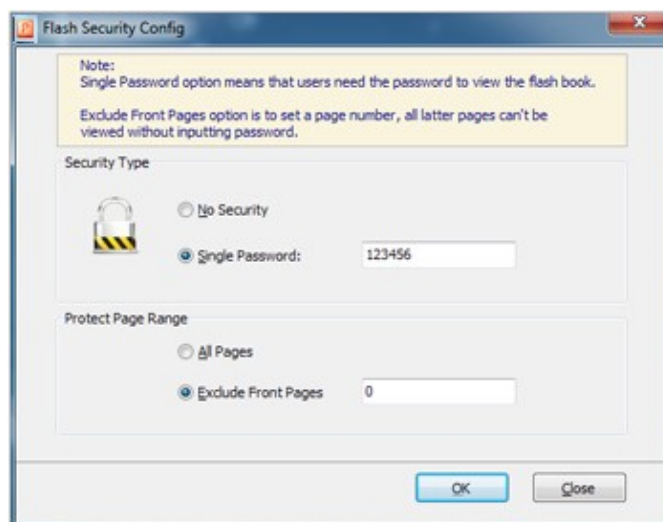 Flash Security Config
Note:
Single Password option means that users need the password to view the flash book.
Exclude Front Pages option is to set a page number, all latter pages can't be
viewed without inputting password.
Security Type
No Security
Single Password: 123456
Protect Page Range
All Pages
Exclude Front Pages 0
OK Close